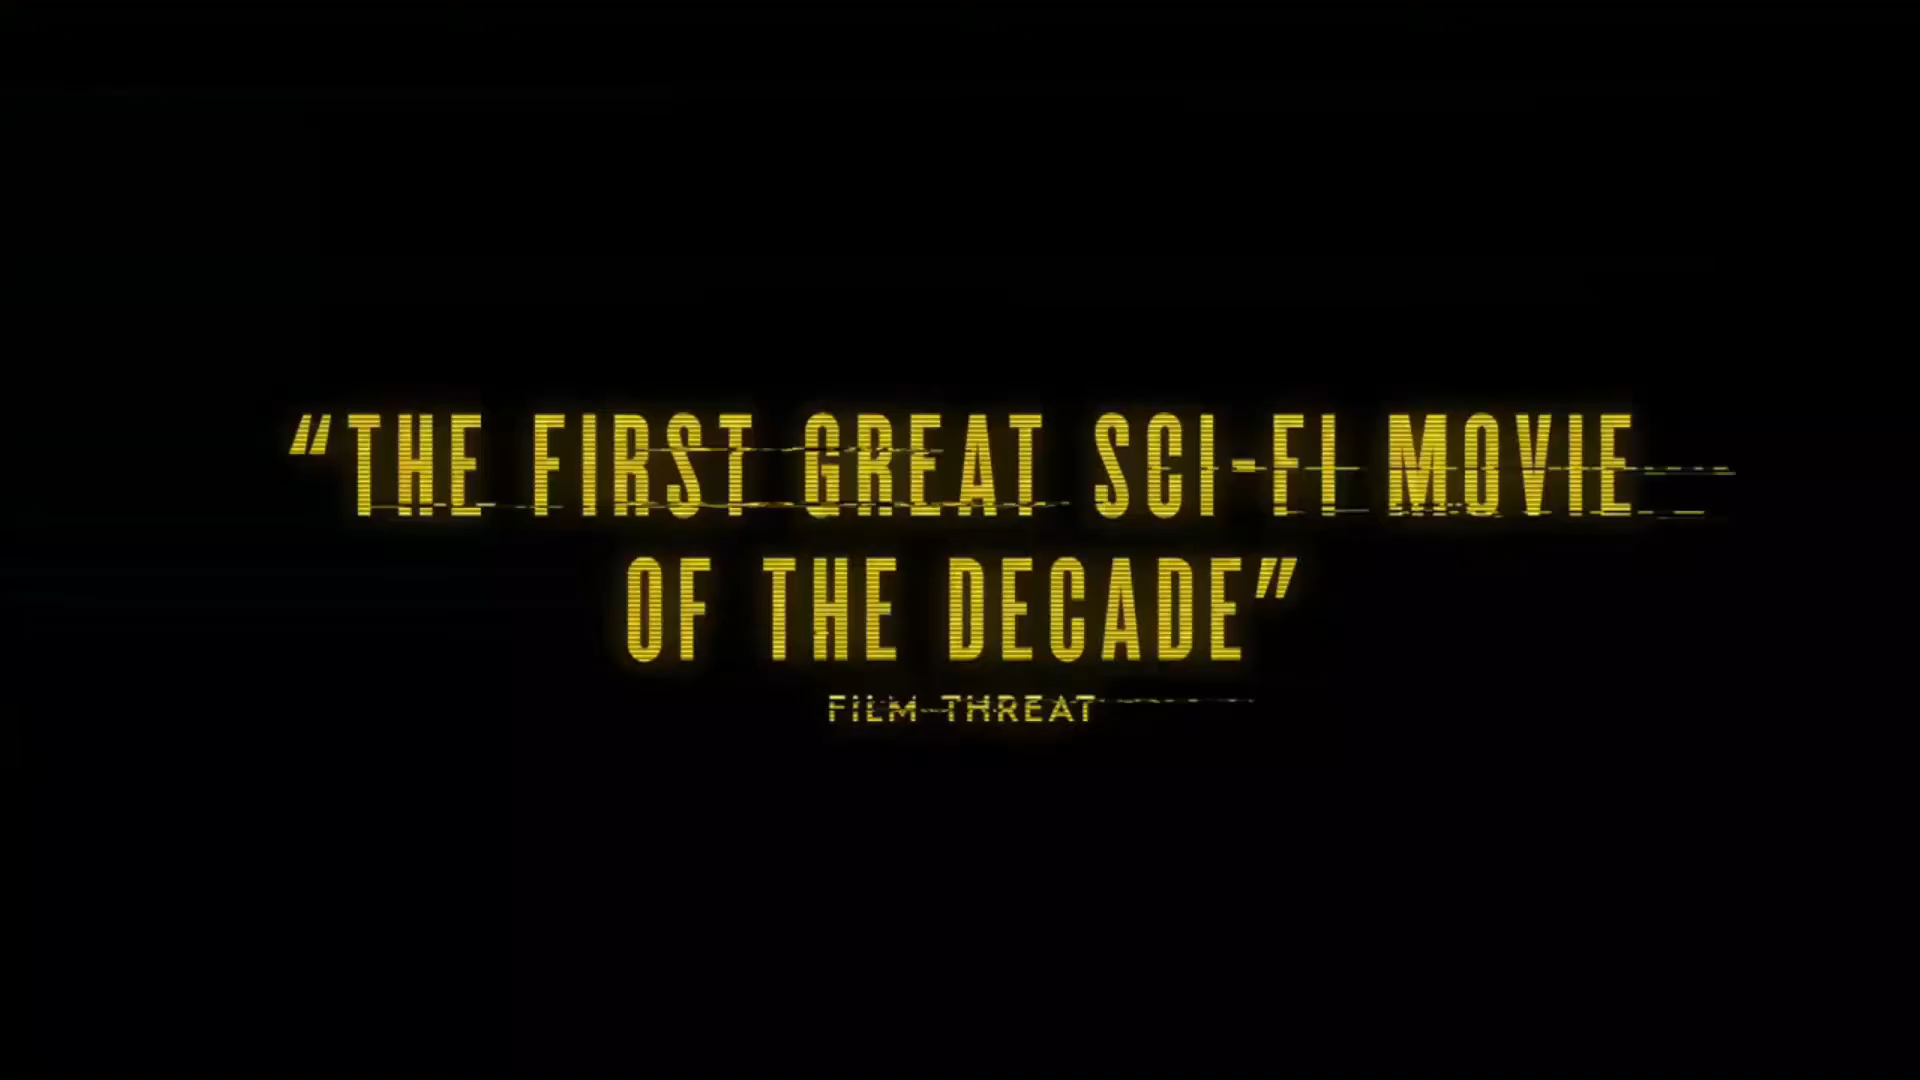 “THE FIRST GREAT SCI-FI MOVIE
OF THE DECADE”
FILM THREAT